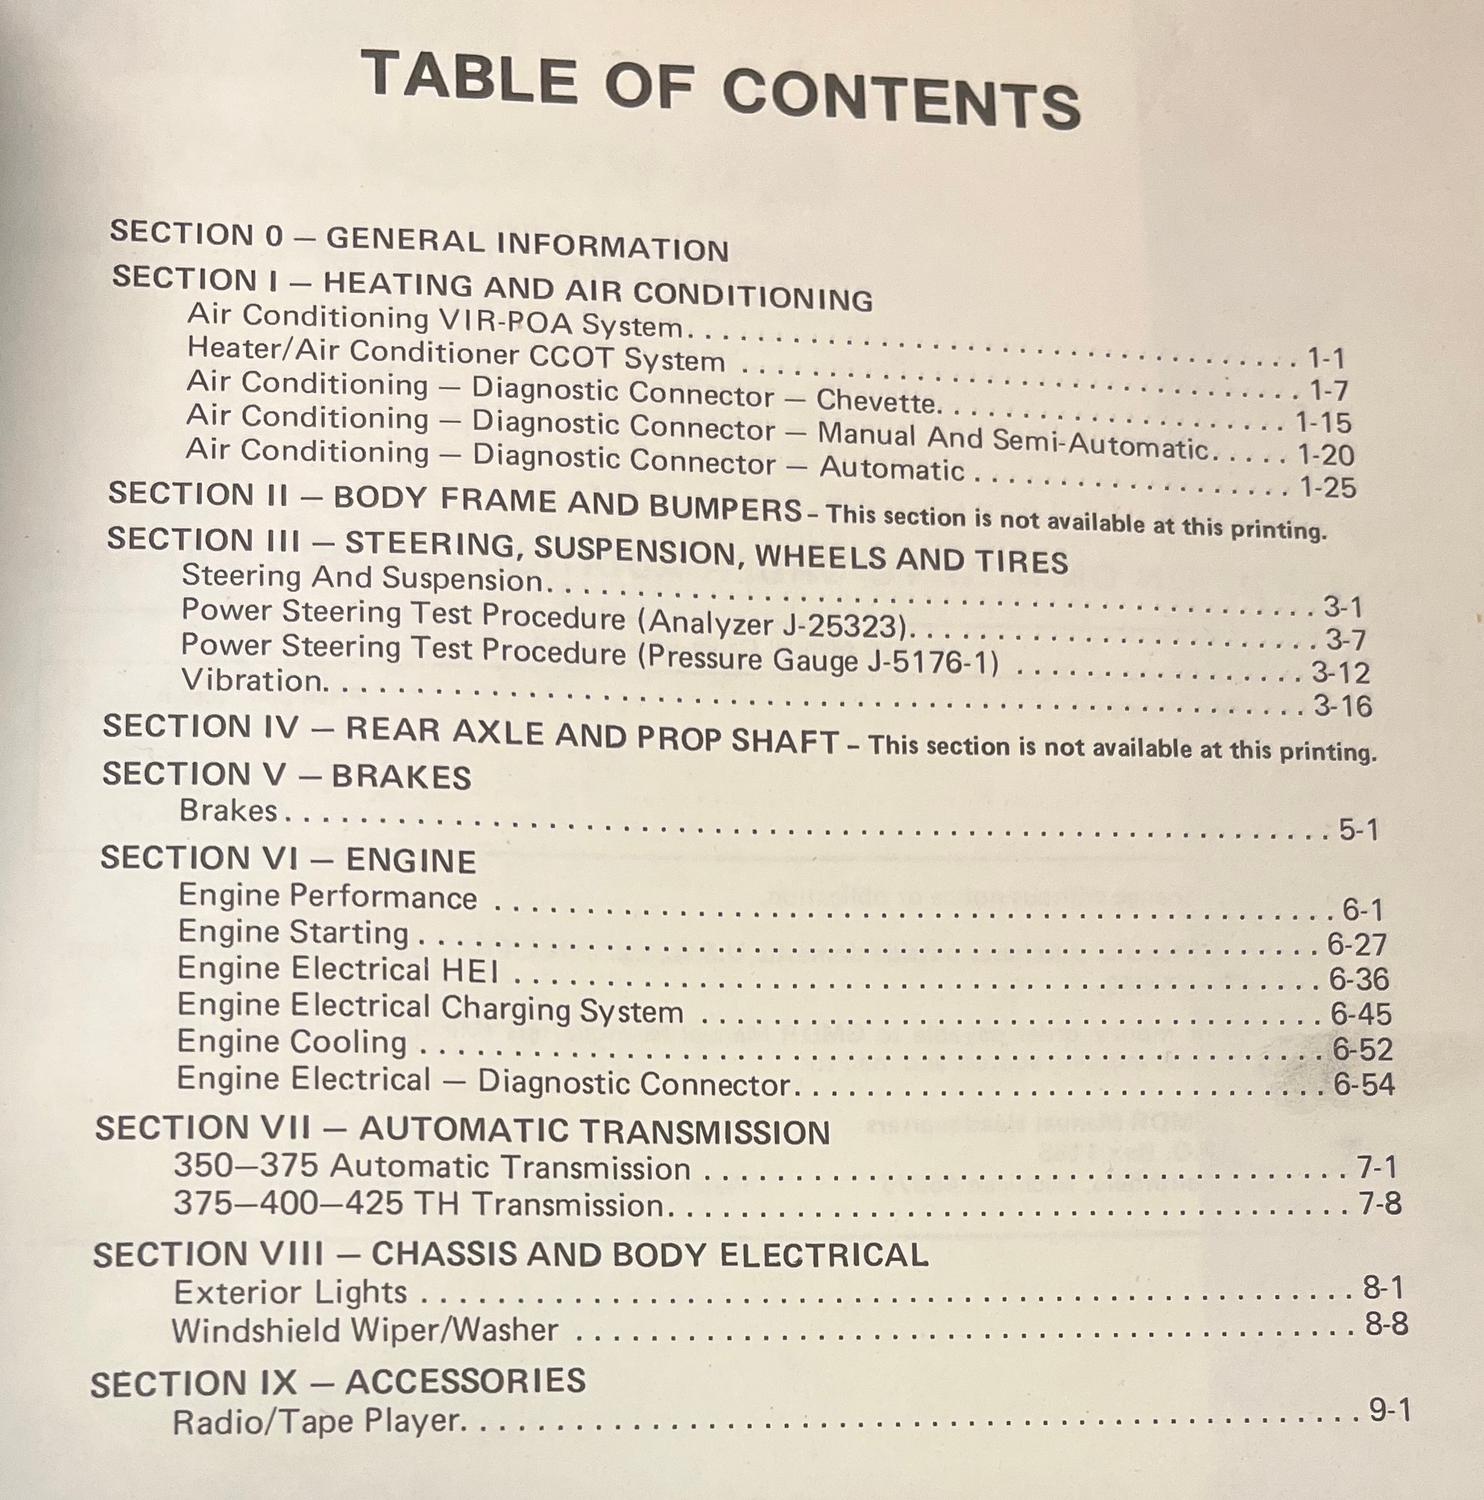 TABLE OF CONTENTS
SECTION 0 — GENERAL INFORMATION
SECTION I — HEATING AND AIR CONDITIONING
Air Conditioning VIR-POA System. . . . . . . . . . . . . . . . . . . . . . . . . . . . . . . . 1-1
Heater/Air Conditioner CCOT System . . . . . . . . . . . . . . . . . . . . . . . . . . . . . 1-7
Air Conditioning — Diagnostic Connector — Chevette. . . . . . . . . . . . . . . . . . . 1-15
Air Conditioning — Diagnostic Connector — Manual And Semi-Automatic. . . . . 1-20
Air Conditioning — Diagnostic Connector — Automatic . . . . . . . . . . . . . . . . . 1-25
SECTION II — BODY FRAME AND BUMPERS - This section is not available at this printing.
SECTION III — STEERING, SUSPENSION, WHEELS AND TIRES
Steering And Suspension. . . . . . . . . . . . . . . . . . . . . . . . . . . . . . . . . . . . . . . . 3-1
Power Steering Test Procedure (Analyzer J-25323). . . . . . . . . . . . . . . . . . . . . 3-7
Power Steering Test Procedure (Pressure Gauge J-5176-1) . . . . . . . . . . . . . . . 3-12
Vibration. . . . . . . . . . . . . . . . . . . . . . . . . . . . . . . . . . . . . . . . . . . . . . . . . . . . 3-16
SECTION IV — REAR AXLE AND PROP SHAFT - This section is not available at this printing.
SECTION V — BRAKES
Brakes . . . . . . . . . . . . . . . . . . . . . . . . . . . . . . . . . . . . . . . . . . . . . . . . . . . . . . 5-1
SECTION VI — ENGINE
Engine Performance . . . . . . . . . . . . . . . . . . . . . . . . . . . . . . . . . . . . . . . . . . . 6-1
Engine Starting . . . . . . . . . . . . . . . . . . . . . . . . . . . . . . . . . . . . . . . . . . . . . . 6-27
Engine Electrical HEI . . . . . . . . . . . . . . . . . . . . . . . . . . . . . . . . . . . . . . . . . 6-36
Engine Electrical Charging System . . . . . . . . . . . . . . . . . . . . . . . . . . . . . . . 6-45
Engine Cooling . . . . . . . . . . . . . . . . . . . . . . . . . . . . . . . . . . . . . . . . . . . . . . 6-52
Engine Electrical — Diagnostic Connector. . . . . . . . . . . . . . . . . . . . . . . . . . . 6-54
SECTION VII — AUTOMATIC TRANSMISSION
350—375 Automatic Transmission . . . . . . . . . . . . . . . . . . . . . . . . . . . . . . . . 7-1
375—400—425 TH Transmission. . . . . . . . . . . . . . . . . . . . . . . . . . . . . . . . . . 7-8
SECTION VIII — CHASSIS AND BODY ELECTRICAL
Exterior Lights . . . . . . . . . . . . . . . . . . . . . . . . . . . . . . . . . . . . . . . . . . . . . . . 8-1
Windshield Wiper/Washer . . . . . . . . . . . . . . . . . . . . . . . . . . . . . . . . . . . . . . 8-8
SECTION IX — ACCESSORIES
Radio/Tape Player. . . . . . . . . . . . . . . . . . . . . . . . . . . . . . . . . . . . . . . . . . . . . 9-1